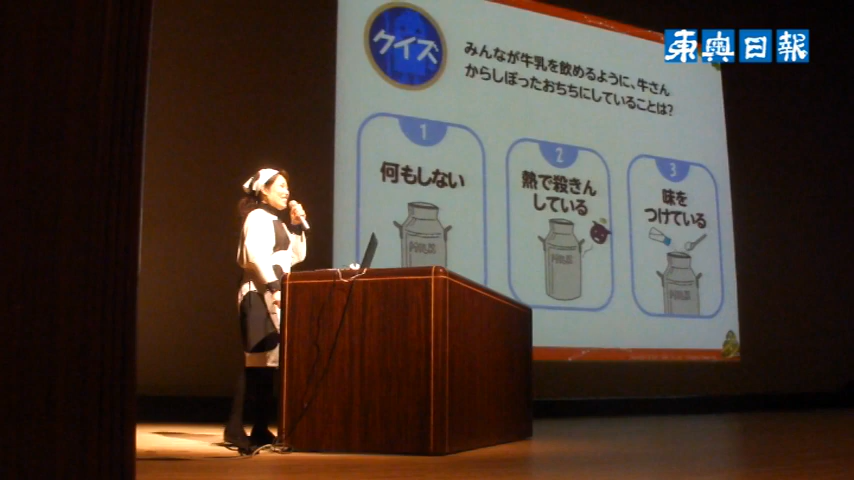 東奥日報
クイズ
みんなが牛乳を飲めるように、牛さん
からしぼったおちちにしていることは?
1
何もしない
MILK
2
熱で殺きん
している
MILK
3
味を
つけている
MILK